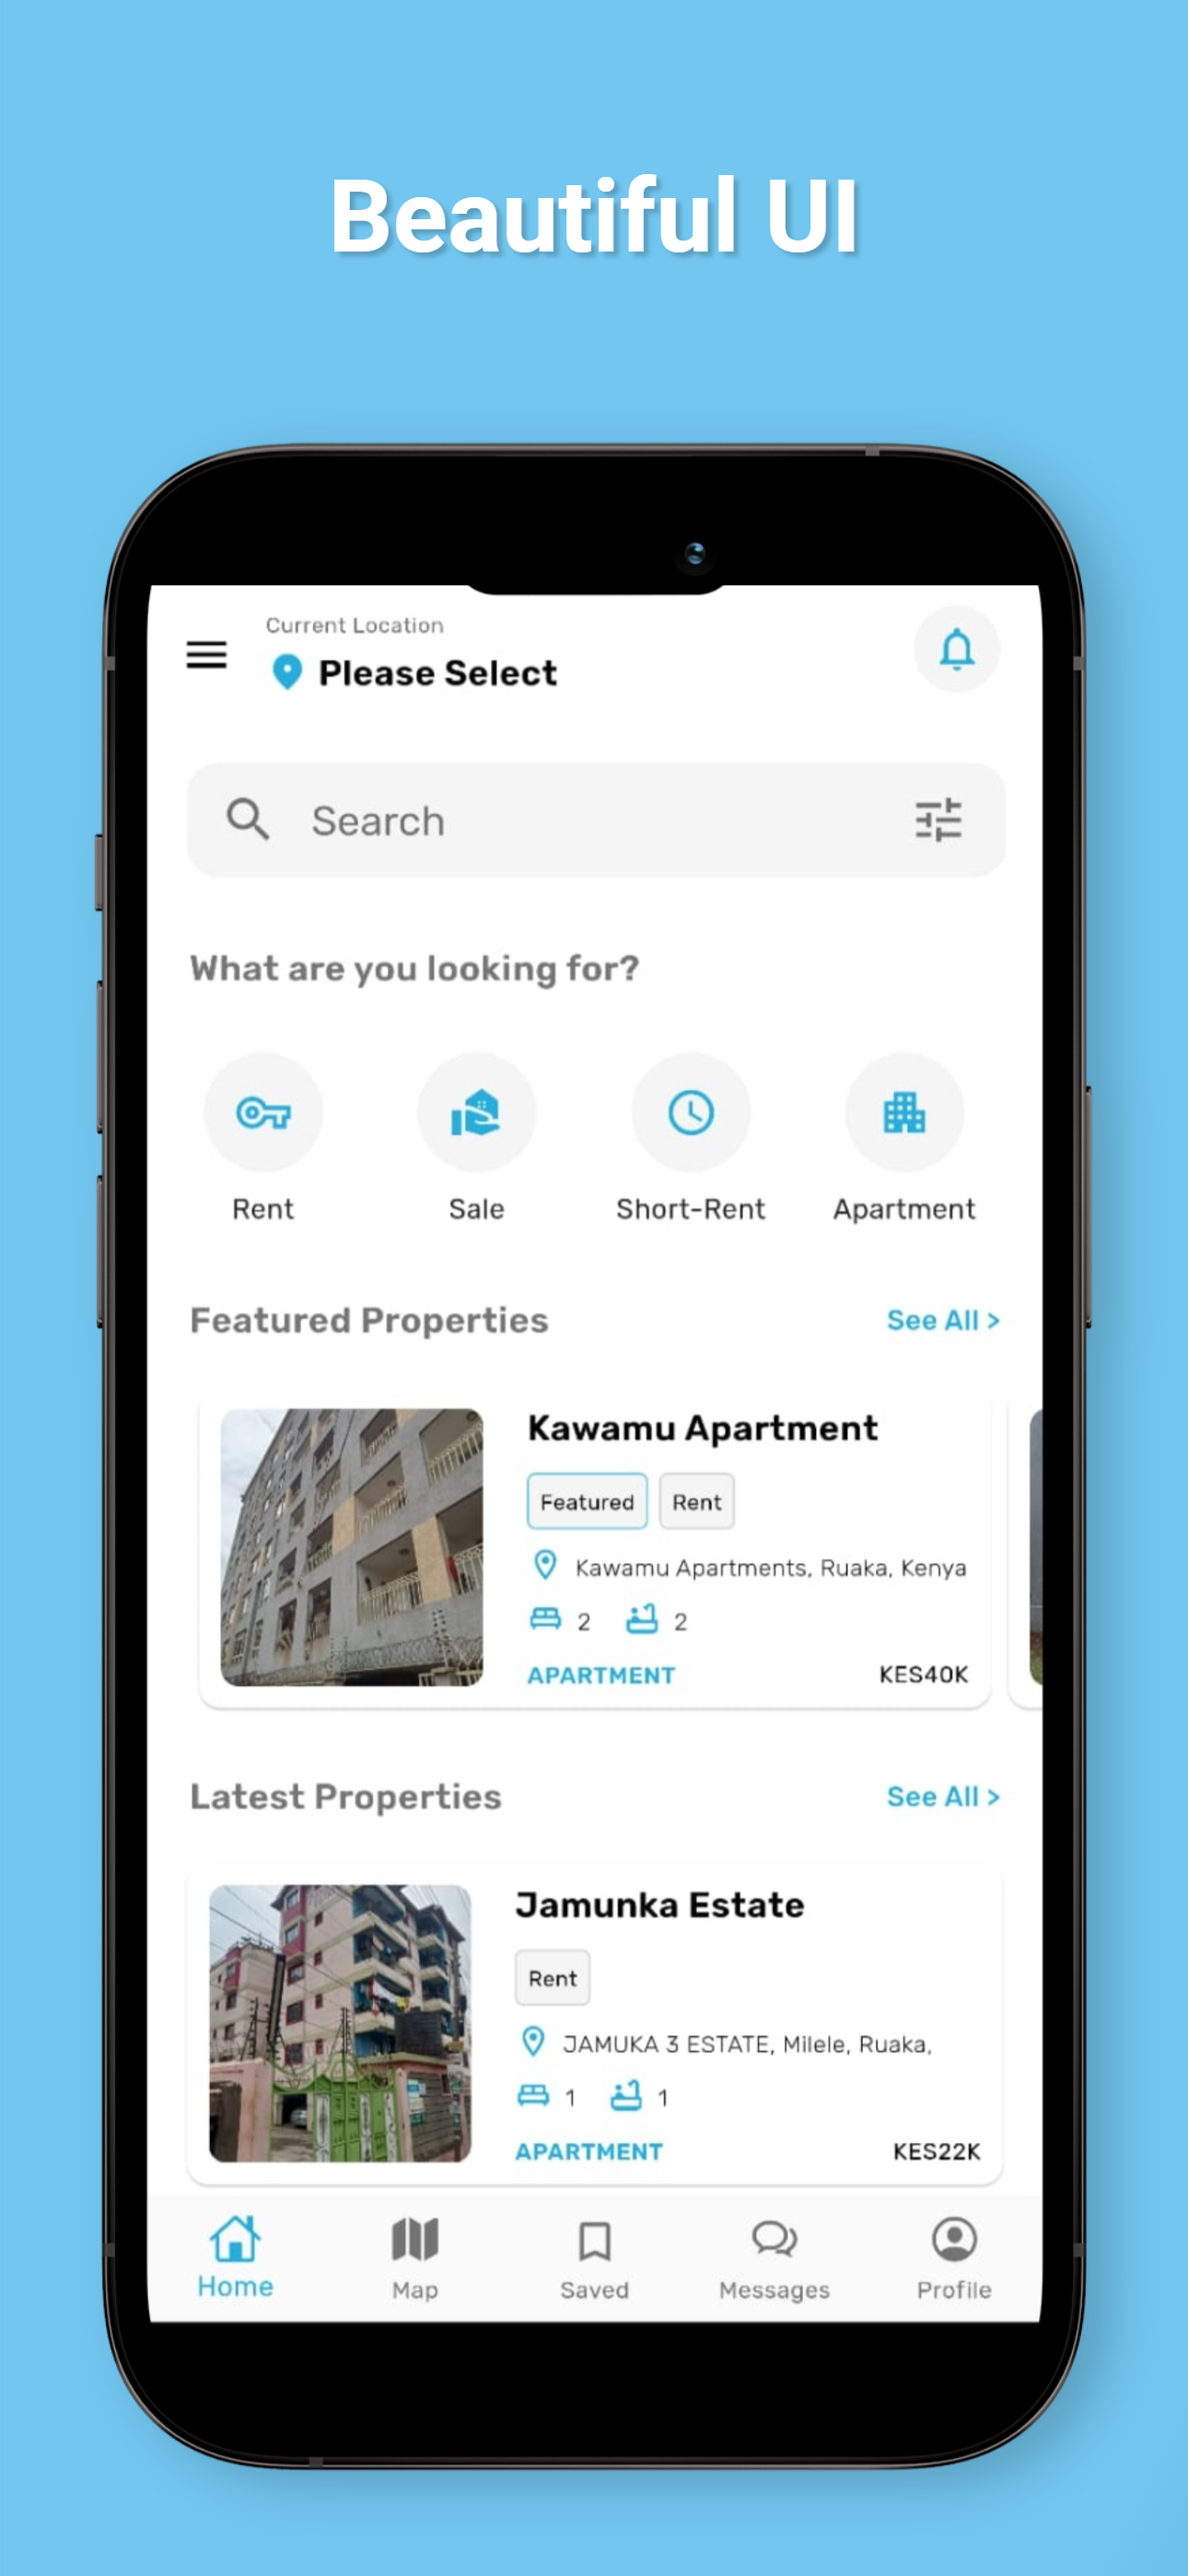 Beautiful UI
Current Location
Please Select
Search
What are you looking for?
Rent
Sale
Short-Rent
Apartment
Featured Properties
See All >
Kawamu Apartment
Featured
Rent
Kawamu Apartments, Ruaka, Kenya
2
2
APARTMENT
KES40K
Latest Properties
See All >
Jamunka Estate
Rent
JAMUKA 3 ESTATE, Milele, Ruaka,
1
1
APARTMENT
KES22K
Home
Map
Saved
Messages
Profile